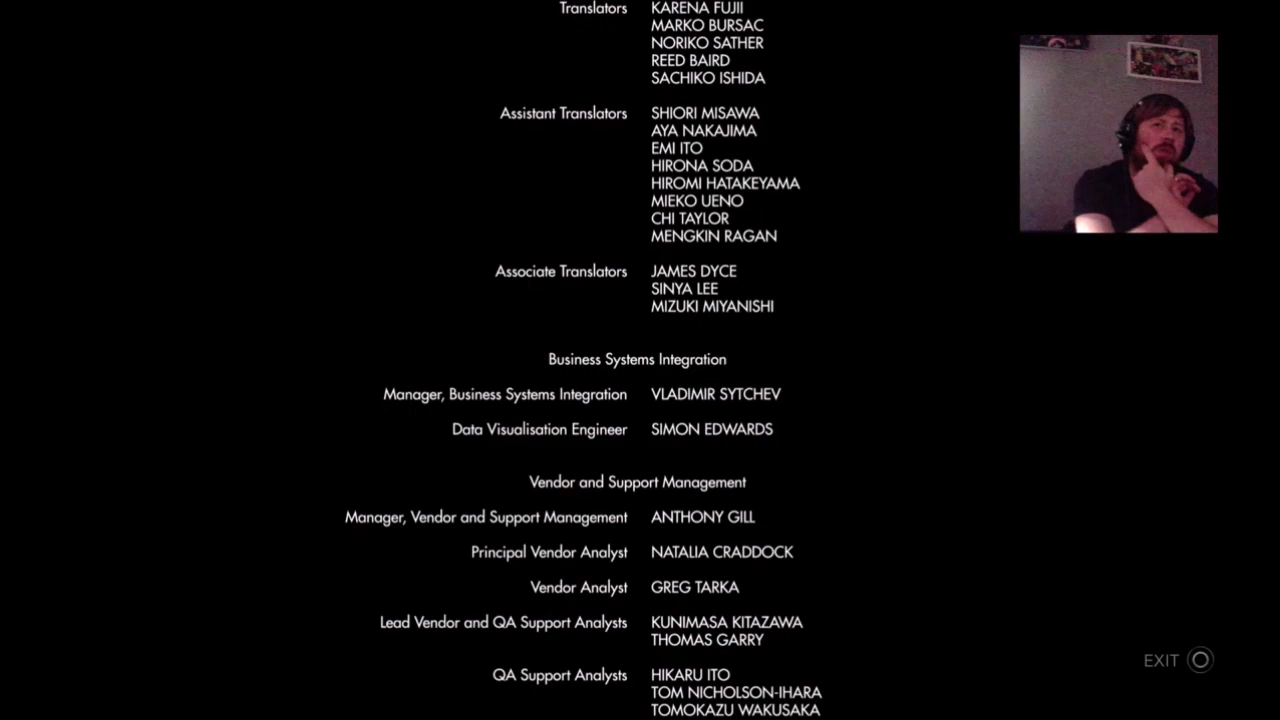 Translators KARENA FUJII
MARKO BURSAC
NORIKO SATHER
REED BAIRD
SACHIKO ISHIDA
Assistant Translators SHIORI MISAWA
AYA NAKAJIMA
EMI ITO
HIRONA SODA
HIROMI HATAKEYAMA
MIEKO UENO
CHI TAYLOR
MENGKIN RAGAN
Associate Translators JAMES DYCE
SINYA LEE
MIZUKI MIYANISHI
Business Systems Integration
Manager, Business Systems Integration VLADIMIR SYTCHEV
Data Visualisation Engineer SIMON EDWARDS
Vendor and Support Management
Manager, Vendor and Support Management ANTHONY GILL
Principal Vendor Analyst NATALIA CRADDOCK
Vendor Analyst GREG TARKA
Lead Vendor and QA Support Analysts KUNIMASA KITAZAWA
THOMAS GARRY
EXIT
QA Support Analysts HIKARU ITO
TOM NICHOLSON-IHARA
TOMOKAZU WAKUSAKA